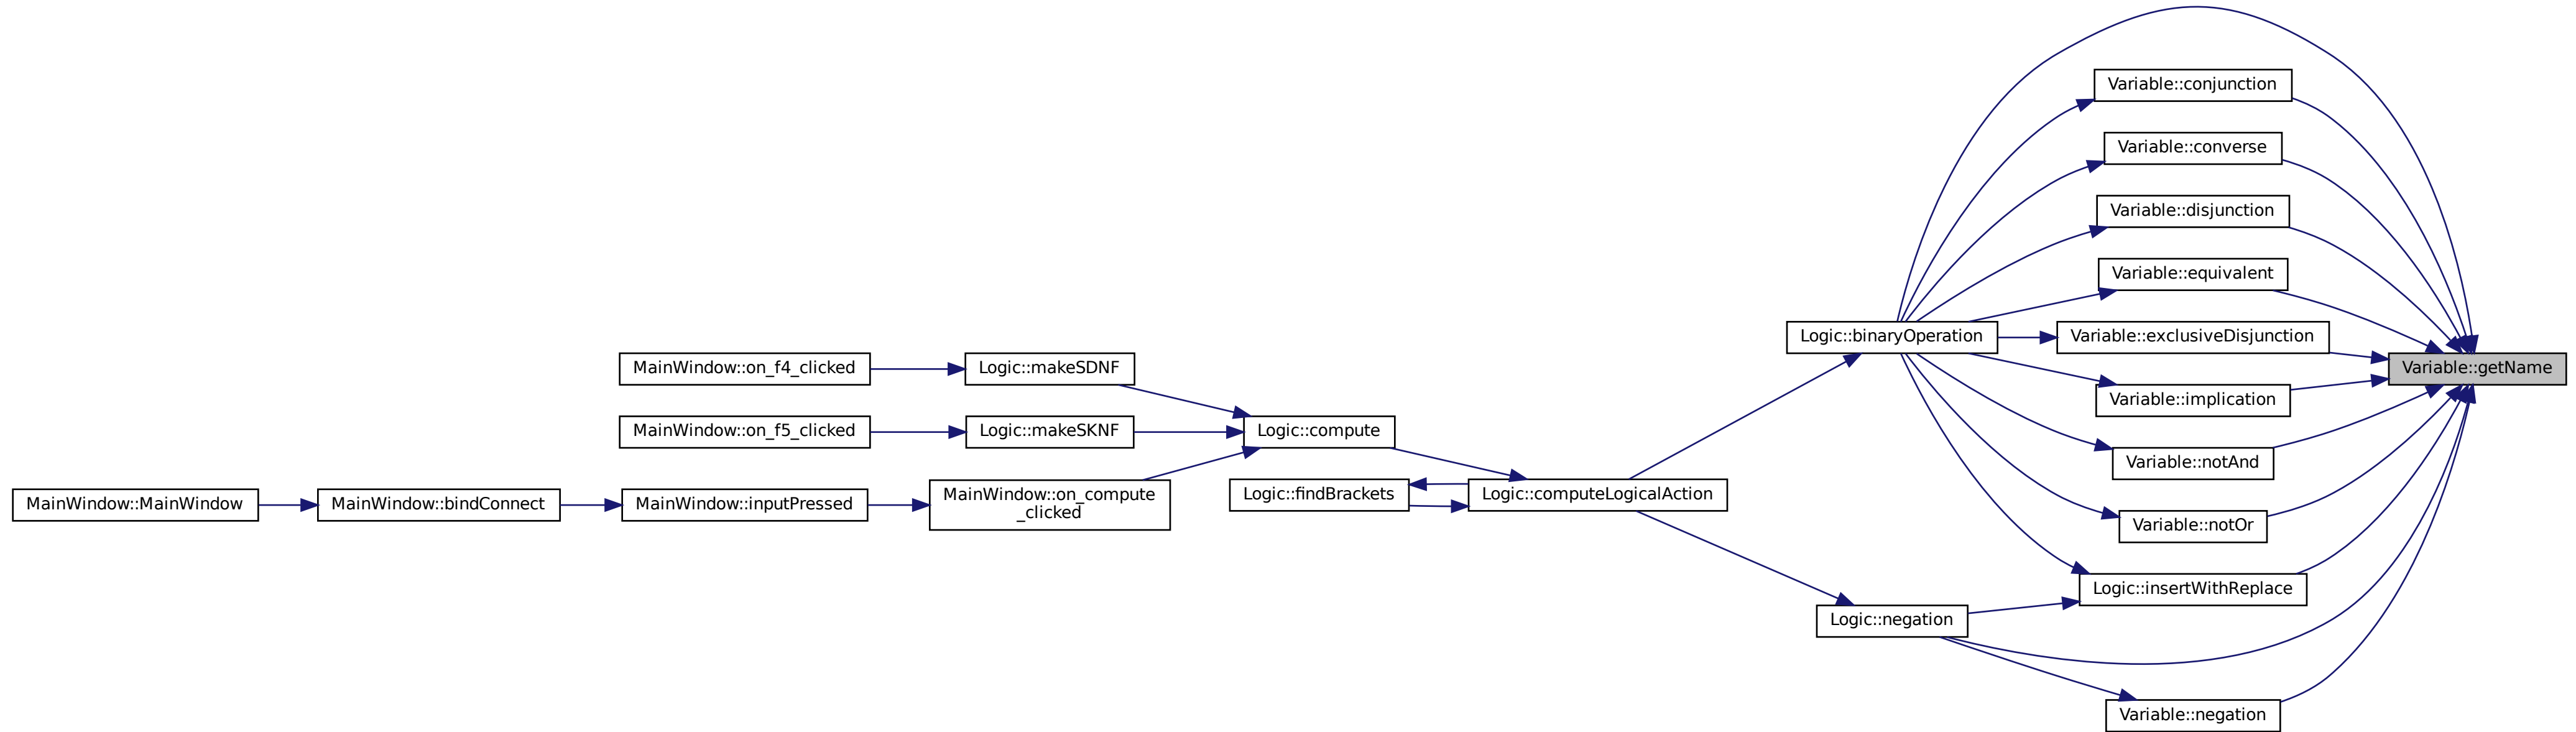 Variable::conjunction
Variable::converse
Variable::disjunction
Variable::equivalent
Logic::binaryOperation
Variable::exclusiveDisjunction
MainWindow::on_f4_clicked
Logic::makeSDNF
Variable::getName
Variable::implication
MainWindow::on_f5_clicked
Logic::makeSKNF
Logic::compute
Variable::notAnd
MainWindow::MainWindow
MainWindow::bindConnect
MainWindow::inputPressed
MainWindow::on_compute
_clicked
Logic::findBrackets
Logic::computeLogicalAction
Variable::notOr
Logic::insertWithReplace
Logic::negation
Variable::negation